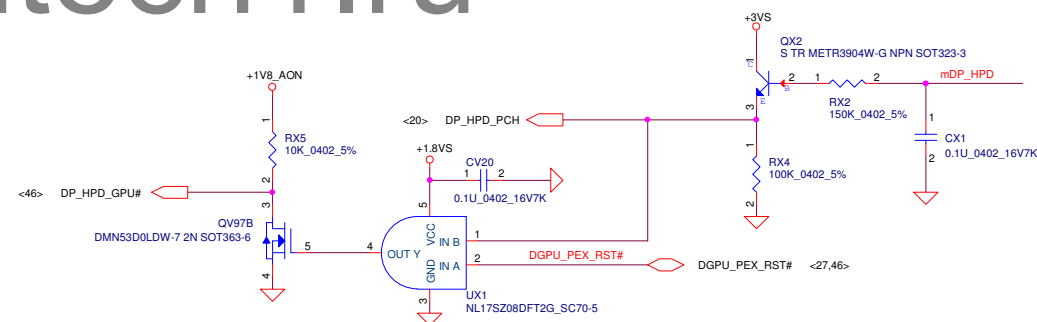 +3VS
QX2
S TR METR3904W-G NPN SOT323-3
1
C
2
B
1
2
mDP_HPD
E
3
RX2
150K_0402_5%
1
CX1
0.1U_0402_16V7K
2
+1V8_AON
<20>
DP_HPD_PCH
1
RX5
10K_0402_5%
2
+1.8VS
CV20
1
2
0.1U_0402_16V7K
1
RX4
100K_0402_5%
2
<46>
DP_HPD_GPU#
3
QV97B
DMN53D0LDW-7 2N SOT363-6
5
4
4
5
VCC
OUT Y
IN B
1
IN A
2
GND
3
DGPU_PEX_RST#
DGPU_PEX_RST#
<27,46>
UX1
NL17SZ08DFT2G_SC70-5